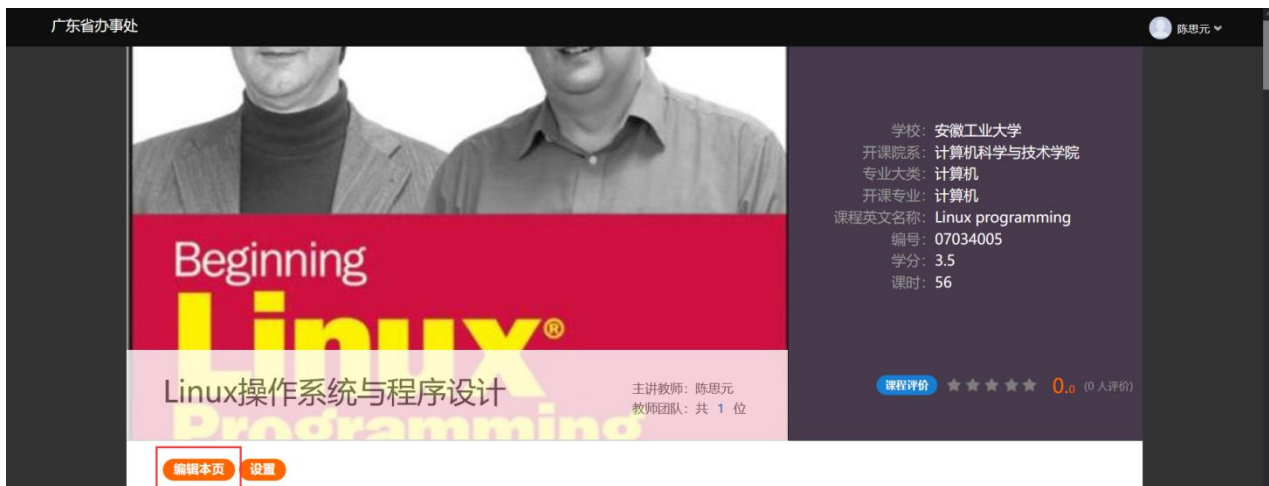 广东省办事处
陈思元
学校：安徽工业大学
开课院系：计算机科学与技术学院
专业大类：计算机
开课专业：计算机
课程英文名称：Linux programming
编号：07034005
学分：3.5
课时：56
Beginning
Linux®
Programming
Linux操作系统与程序设计
主讲教师：陈思元
教师团队：共 1 位
课程评价 0.0 (0 人评价)
编辑本页 设置